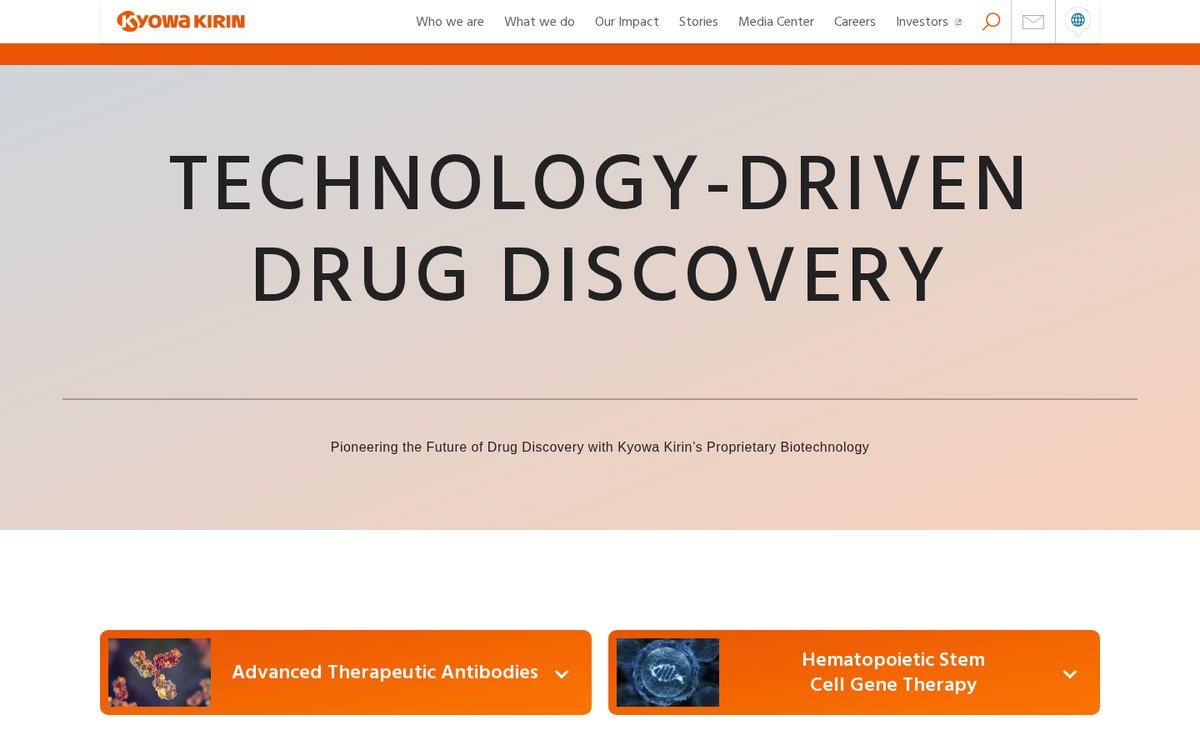 KYOWA KIRIN
Who we are
What we do
Our Impact
Stories
Media Center
Careers
Investors
TECHNOLOGY-DRIVEN
DRUG DISCOVERY
Pioneering the Future of Drug Discovery with Kyowa Kirin’s Proprietary Biotechnology
Advanced Therapeutic Antibodies
Hematopoietic Stem
Cell Gene Therapy